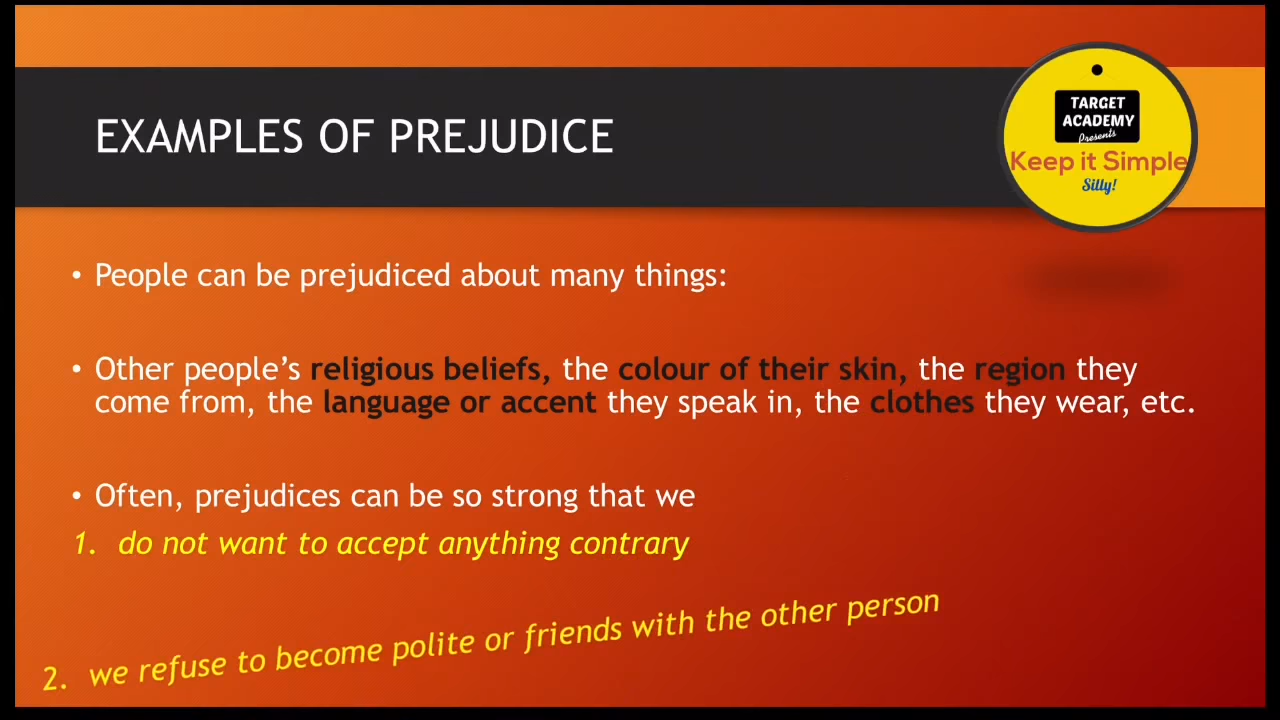 EXAMPLES OF PREJUDICE
TARGET
ACADEMY
Presents
Keep it Simple
Silly!
• People can be prejudiced about many things:
• Other people’s religious beliefs, the colour of their skin, the region they
come from, the language or accent they speak in, the clothes they wear, etc.
• Often, prejudices can be so strong that we
1. do not want to accept anything contrary
2. we refuse to become polite or friends with the other person